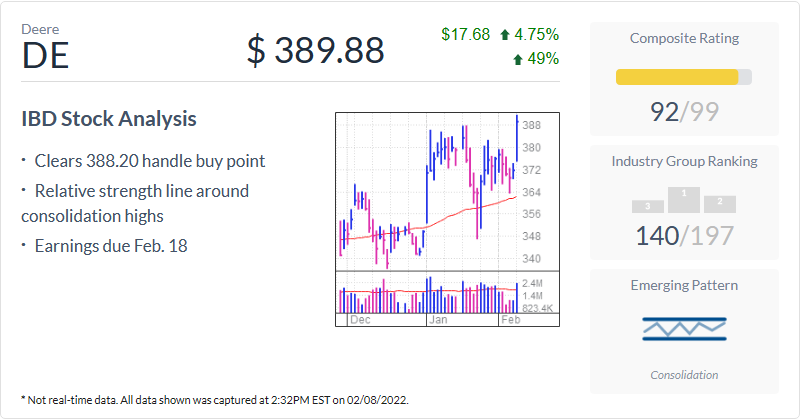 Deere
DE
$ 389.88
$17.68 4.75%
49%
IBD Stock Analysis
· Clears 388.20 handle buy point
· Relative strength line around
consolidation highs
· Earnings due Feb. 18
388
380
372
364
356
348
340
2.4M
1.4M
823.4K
Dec Jan Feb
Composite Rating
92/99
Industry Group Ranking
3 1 2
140/197
Emerging Pattern
Consolidation
* Not real-time data. All data shown was captured at 2:32PM EST on 02/08/2022.